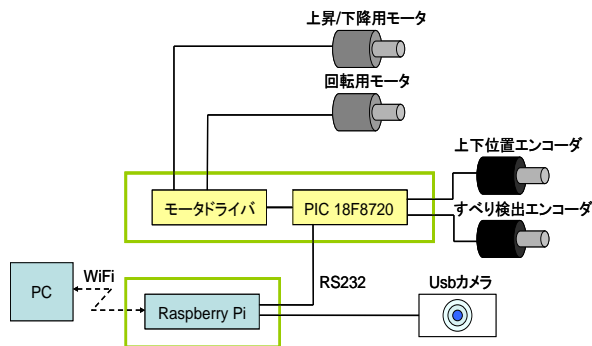 上昇/下降用モータ
回転用モータ
上下位置エンコーダ
モータドライバ
PIC 18F8720
すべり検出エンコーダ
WiFi
RS232
Usbカメラ
PC
Raspberry Pi